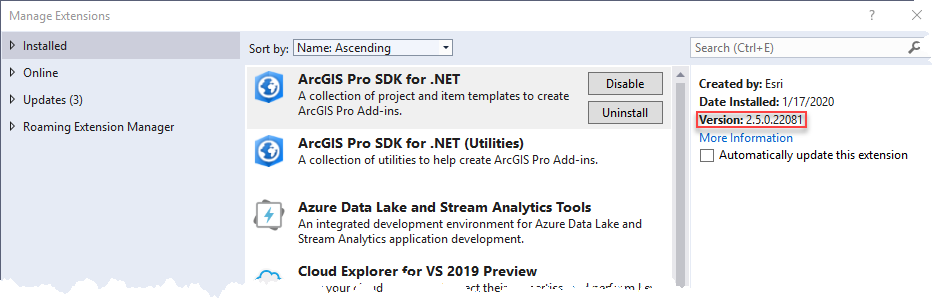 Manage Extensions
? ×
Installed
Online
Updates (3)
Roaming Extension Manager
Sort by: Name: Ascending
ArcGIS Pro SDK for .NET
A collection of project and item templates to create
ArcGIS Pro Add-ins.
Disable
Uninstall
ArcGIS Pro SDK for .NET (Utilities)
A collection of utilities to help create ArcGIS Pro Add-ins.
Azure Data Lake and Stream Analytics Tools
An integrated development environment for Azure Data Lake and
Stream Analytics application development.
Cloud Explorer for VS 2019 Preview
your cloud
Search (Ctrl+E)
Created by: Esri
Date Installed: 1/17/2020
Version: 2.5.0.22081
More Information
Automatically update this extension